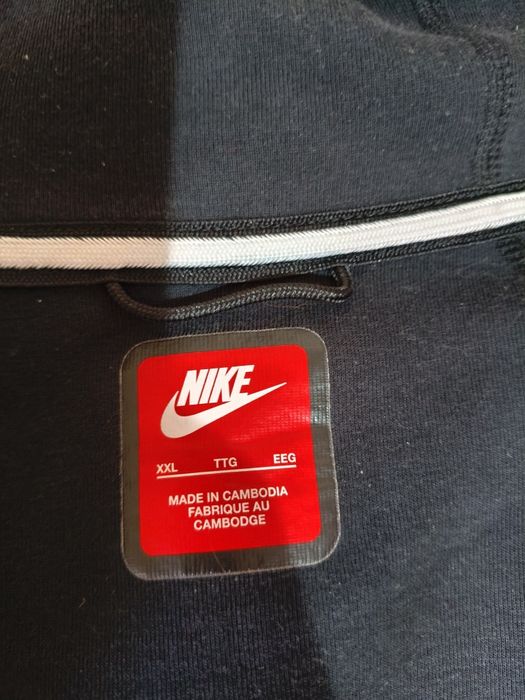 NIKE
XXL TTG EEG
MADE IN CAMBODIA
FABRIQUE AU
CAMBODGE